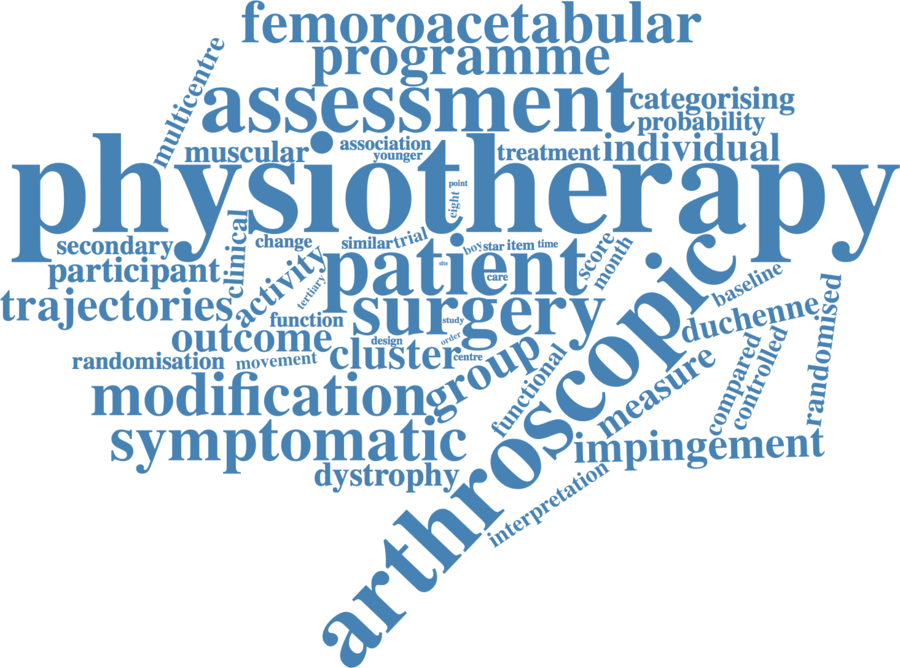 femoroacetabular
programme
multicentre
assessment
categorising
probability
association
younger
muscular
treatment
individual
physiotherapy
point
eight
secondary
clinical
change
similar
trial
boy
star
item
time
score
month
participant
activity
tertiary
patient
site
care
arthroscopic
baseline
trajectories
function
surgery
study
order
duchenne
randomised
outcome
design
cluster
centre
group
randomisation
movement
functional
measure
compared
controlled
modification
symptomatic
impingement
dystrophy
interpretation